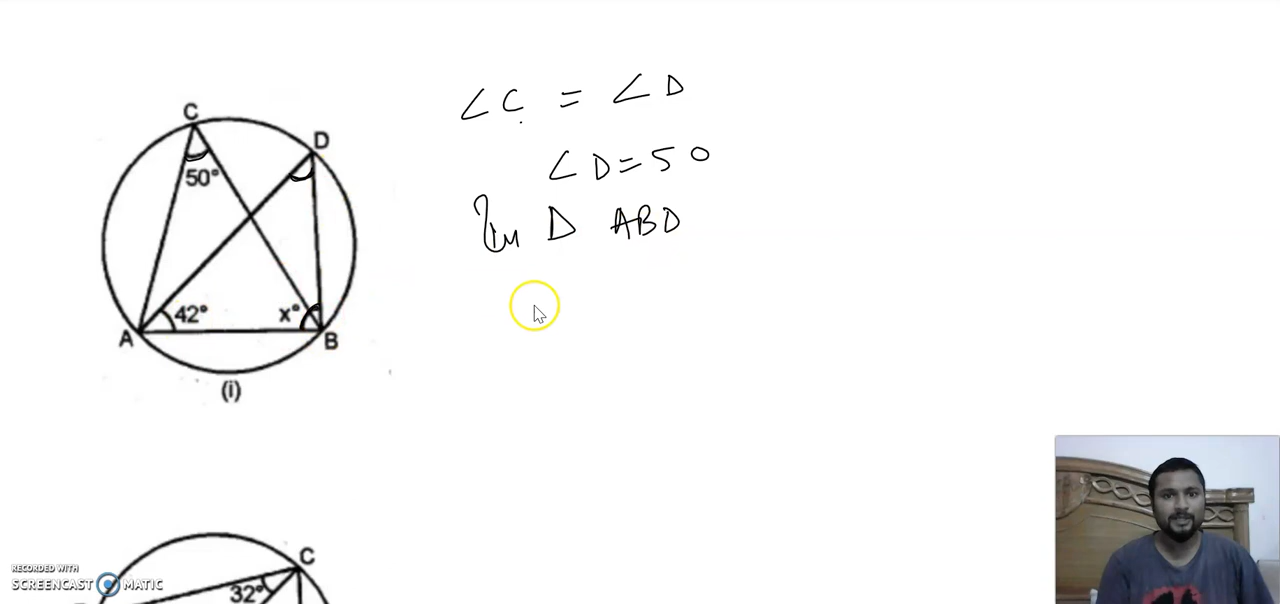 ∠C = ∠D
∠D = 50
In Δ ABD
C
D
50°
42°
x°
A
B
(i)
C
32°
RECORDED WITH
SCREENCAST MATIC